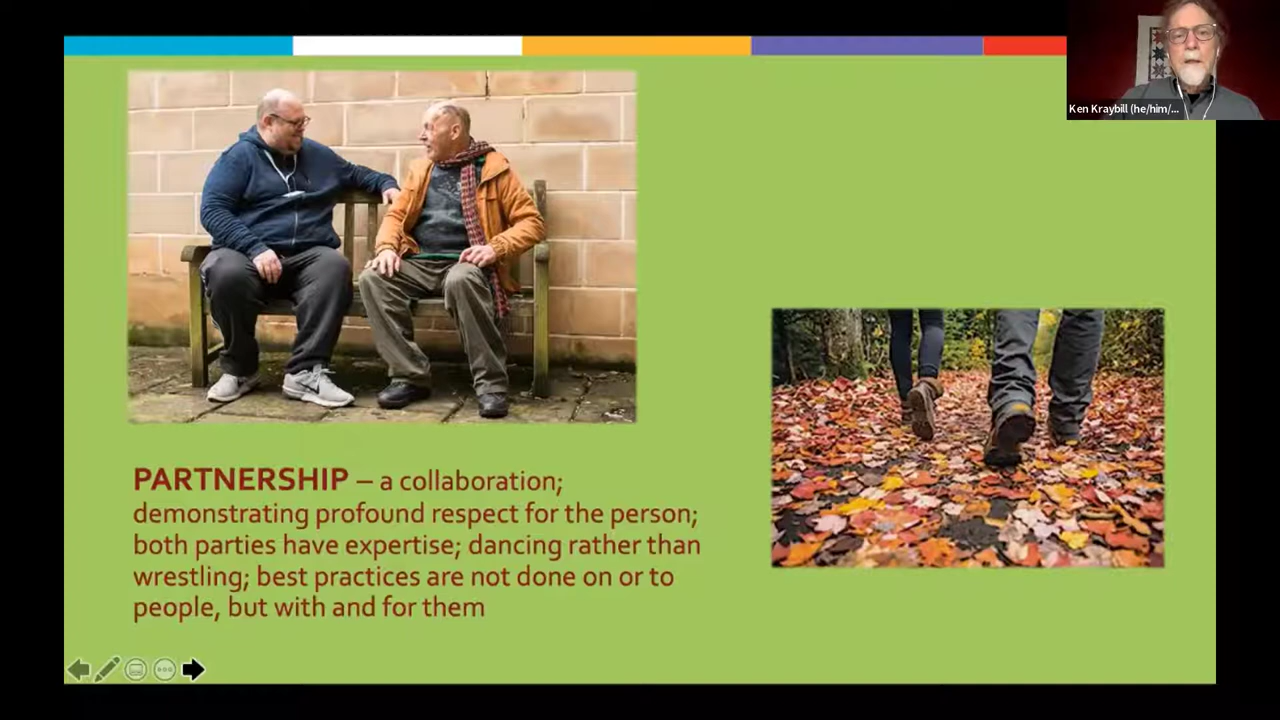 Ken Kraybill (he/him/...
PARTNERSHIP – a collaboration;
demonstrating profound respect for the person;
both parties have expertise; dancing rather than
wrestling; best practices are not done on or to
people, but with and for them